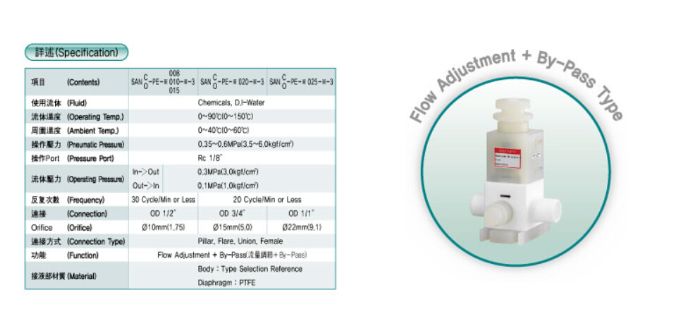 詳述(Specification)
項目 (Contents) SAN C/O -PE-※ 008 010-※-3 015 SAN C/O -PE-※ 020-※-3 SAN C/O -PE-※ 025-※-3
使用流体 (Fluid) Chemicals, D.I-Water
流体溫度 (Operating Temp.) 0~90℃(0~150℃)
周圍溫度 (Ambient Temp.) 0~40℃(0~60℃)
操作壓力 (Pneumatic Pressure) 0.35~0.6MPa(3.5~6.0kgf/cm²)
操作Port (Pressure Port) Rc 1/8"
流体壓力 (Operating Pressure) In->Out 0.3MPa(3.0kgf/cm²)
Out->In 0.1MPa(1.0kgf/cm²)
反复次數 (Frequency) 30 Cycle/Min or Less 20 Cycle/Min or Less
連接 (Connection) OD 1/2" OD 3/4" OD 1/1"
Orifice (Orifice) Ø10mm(1.75) Ø15mm(5.0) Ø22mm(9.1)
連接方式 (Connection Type) Pillar, Flare, Union, Female
功能 (Function) Flow Adjustment + By-Pass(流量調節+By-Pass)
接液部材質 (Material) Body : Type Selection Reference
Diaphragm : PTFE
Flow Adjustment + By-Pass Type